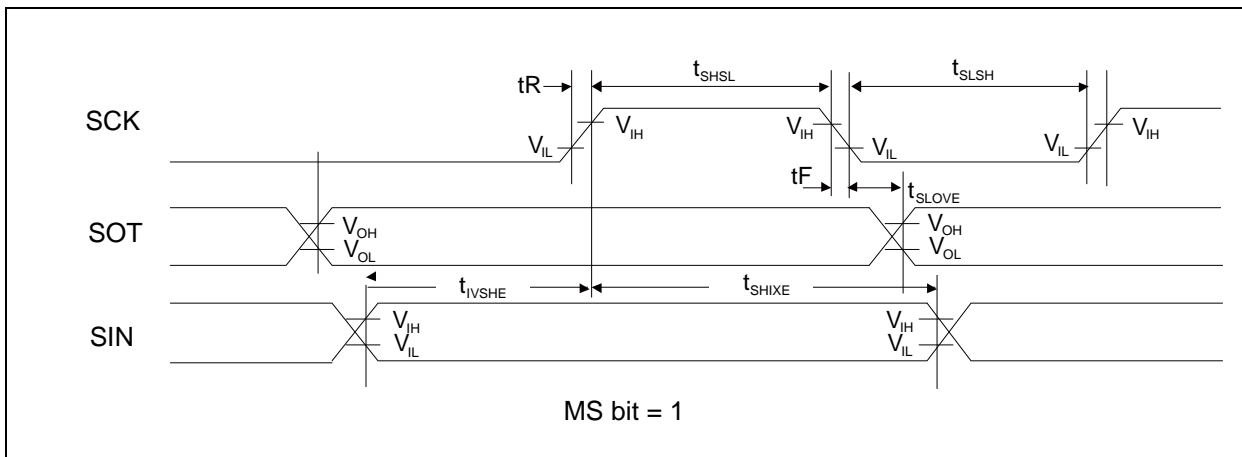 tR
tSHSL
tSLSH
SCK
VIH
VIH
VIH
VIL
VIL
VIL
tF
tSLOVE
SOT
VOH
VOH
VOL
VOL
tIVSHE
tSHIXE
SIN
VIH
VIH
VIL
VIL
MS bit = 1